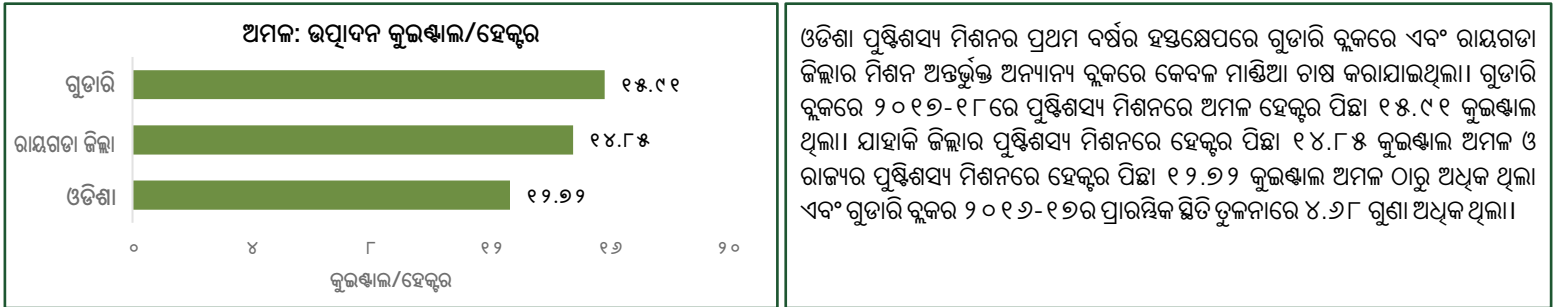 ଅମଳ: ଉତ୍ପାଦନ କୁଇଣ୍ଟାଲ/ହେକ୍ଟର
ଗୁଡାରି
୧୫.୯୧
ରାୟଗଡା ଜିଲ୍ଲା
୧୪.୮୫
ଓଡିଶା
୧୨.୭୨
୦ ୪ ୮ ୧୨ ୧୬ ୨୦
କୁଇଣ୍ଟାଲ/ହେକ୍ଟର
ଓଡିଶା ପୁଷ୍ଟିଶସ୍ୟ ମିଶନର ପ୍ରଥମ ବର୍ଷର ହସ୍ତକ୍ଷେପରେ ଗୁଡାରି ବ୍ଲକରେ ଏବଂ ରାୟଗଡା
ଜିଲ୍ଲାର ମିଶନ ଅନ୍ତର୍ଭୁକ୍ତ ଅନ୍ୟାନ୍ୟ ବ୍ଲକରେ କେବଳ ମାଣ୍ଡିଆ ଚାଷ କରାଯାଇଥିଲା। ଗୁଡାରି
ବ୍ଲକରେ ୨୦୧୭-୧୮ରେ ପୁଷ୍ଟିଶସ୍ୟ ମିଶନରେ ଅମଳ ହେକ୍ଟର ପିଛା ୧୫.୯୧ କୁଇଣ୍ଟାଲ
ଥିଲା। ଯାହାକି ଜିଲ୍ଲାର ପୁଷ୍ଟିଶସ୍ୟ ମିଶନରେ ହେକ୍ଟର ପିଛା ୧୪.୮୫ କୁଇଣ୍ଟାଲ ଅମଳ ଓ
ରାଜ୍ୟର ପୁଷ୍ଟିଶସ୍ୟ ମିଶନରେ ହେକ୍ଟର ପିଛା ୧୨.୭୨ କୁଇଣ୍ଟାଲ ଅମଳ ଠାରୁ ଅଧିକ ଥିଲା
ଏବଂ ଗୁଡାରି ବ୍ଲକର ୨୦୧୬-୧୭ର ପ୍ରାରମ୍ଭିକ ସ୍ଥିତି ତୁଳନାରେ ୪.୬୮ ଗୁଣା ଅଧିକ ଥିଲା।